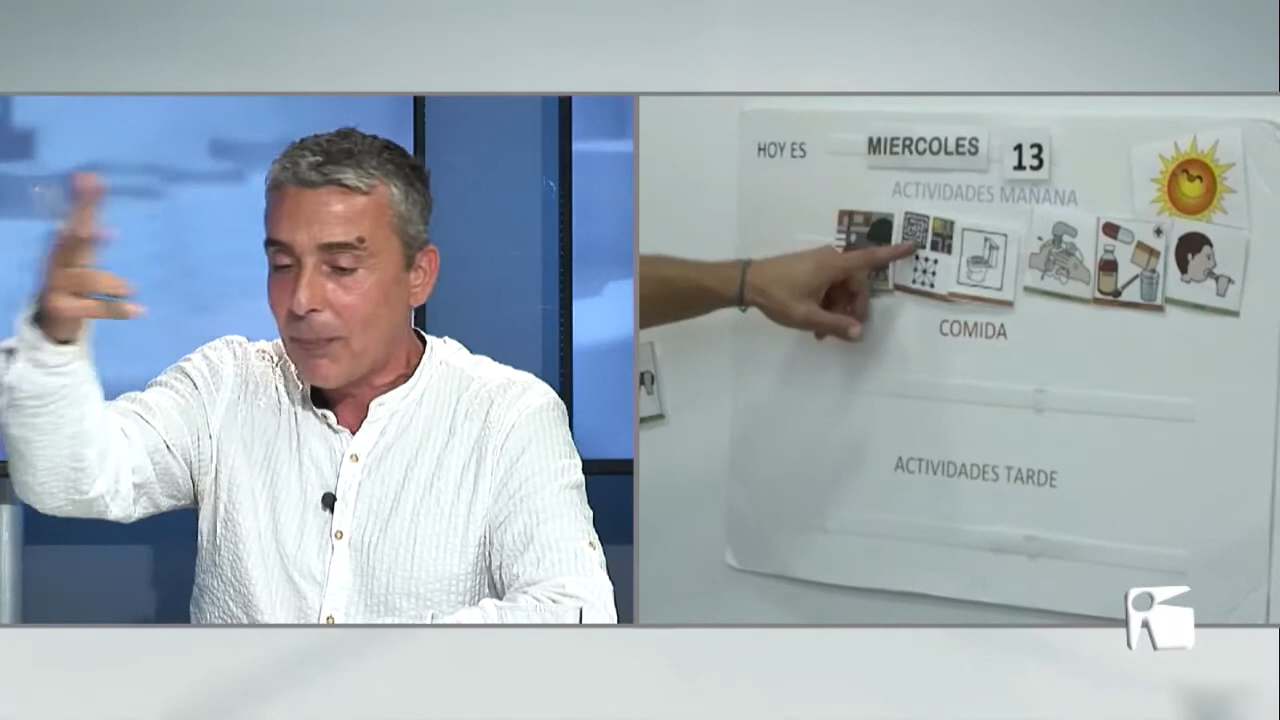 HOY ES MIERCOLES 13
ACTIVIDADES MAÑANA
COMIDA
ACTIVIDADES TARDE